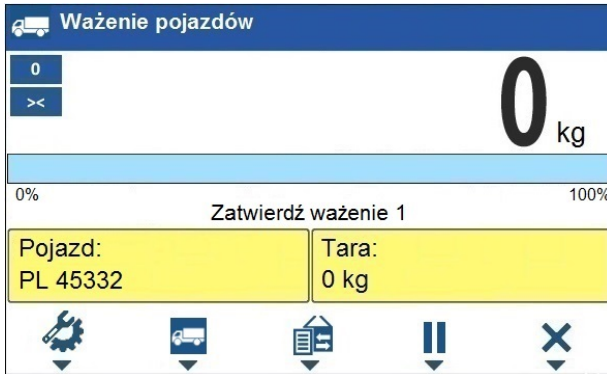 Ważenie pojazdów
0
><
0 kg
0% 100%
Zatwierdź ważenie 1
Pojazd:
PL 45332
Tara:
0 kg